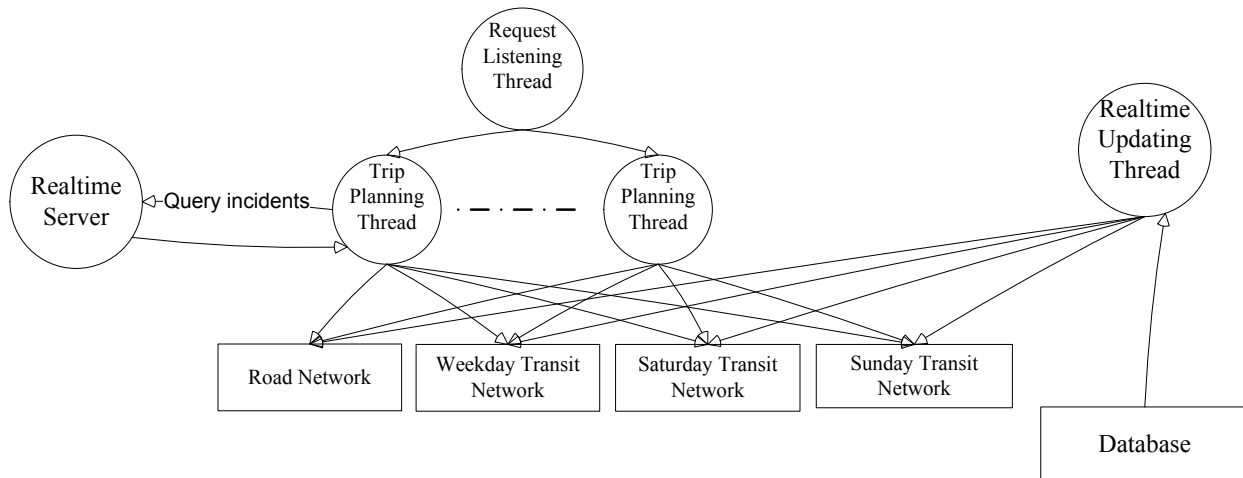 Request
Listening
Thread
Realtime
Updating
Thread
Trip
Planning
Thread
Trip
Planning
Thread
Realtime
Server
Query incidents
Road Network
Weekday Transit
Network
Saturday Transit
Network
Sunday Transit
Network
Database